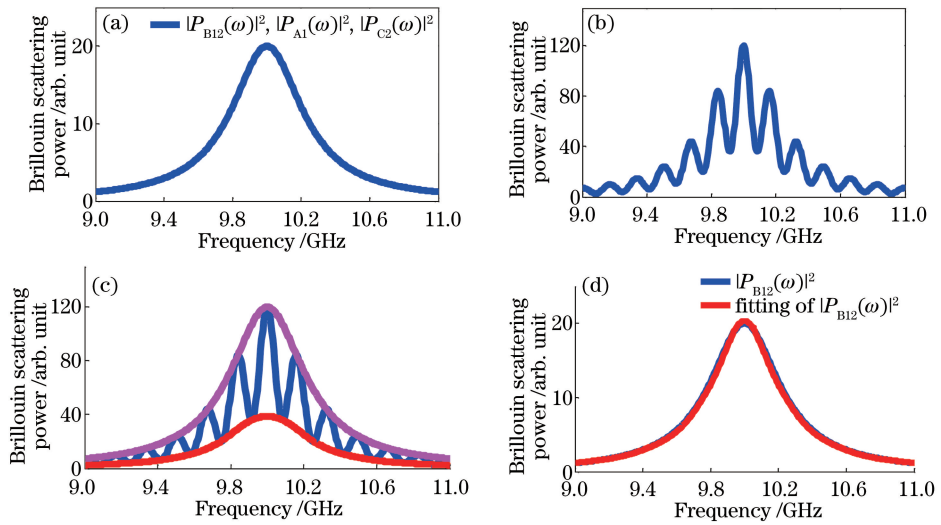 (a)
|P_B12(ω)|², |P_A1(ω)|², |P_C2(ω)|²
Brillouin scattering
power /arb. unit
20
10
0
9.0 9.4 9.8 10.2 10.6 11.0
Frequency /GHz
(b)
Brillouin scattering
power /arb. unit
120
80
40
0
9.0 9.4 9.8 10.2 10.6 11.0
Frequency /GHz
(c)
Brillouin scattering
power /arb. unit
120
80
40
0
9.0 9.4 9.8 10.2 10.6 11.0
Frequency /GHz
(d)
|P_B12(ω)|²
fitting of |P_B12(ω)|²
Brillouin scattering
power /arb. unit
20
10
0
9.0 9.4 9.8 10.2 10.6 11.0
Frequency /GHz